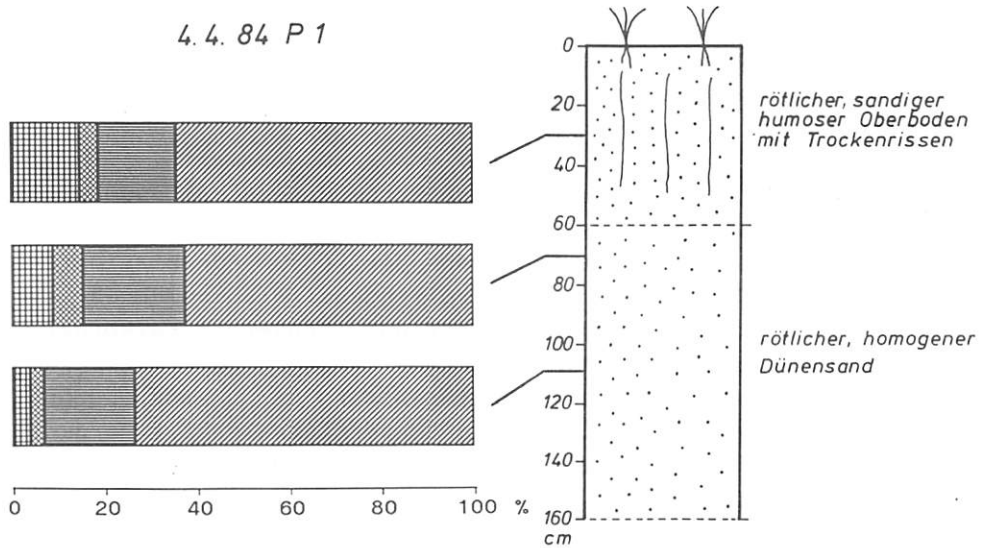 4.4. 84 P 1
0
20
40
60
80
100
120
140
160
cm
rötlicher, sandiger
humoser Oberboden
mit Trockenrissen
rötlicher, homogener
Dünensand
0 20 40 60 80 100 %